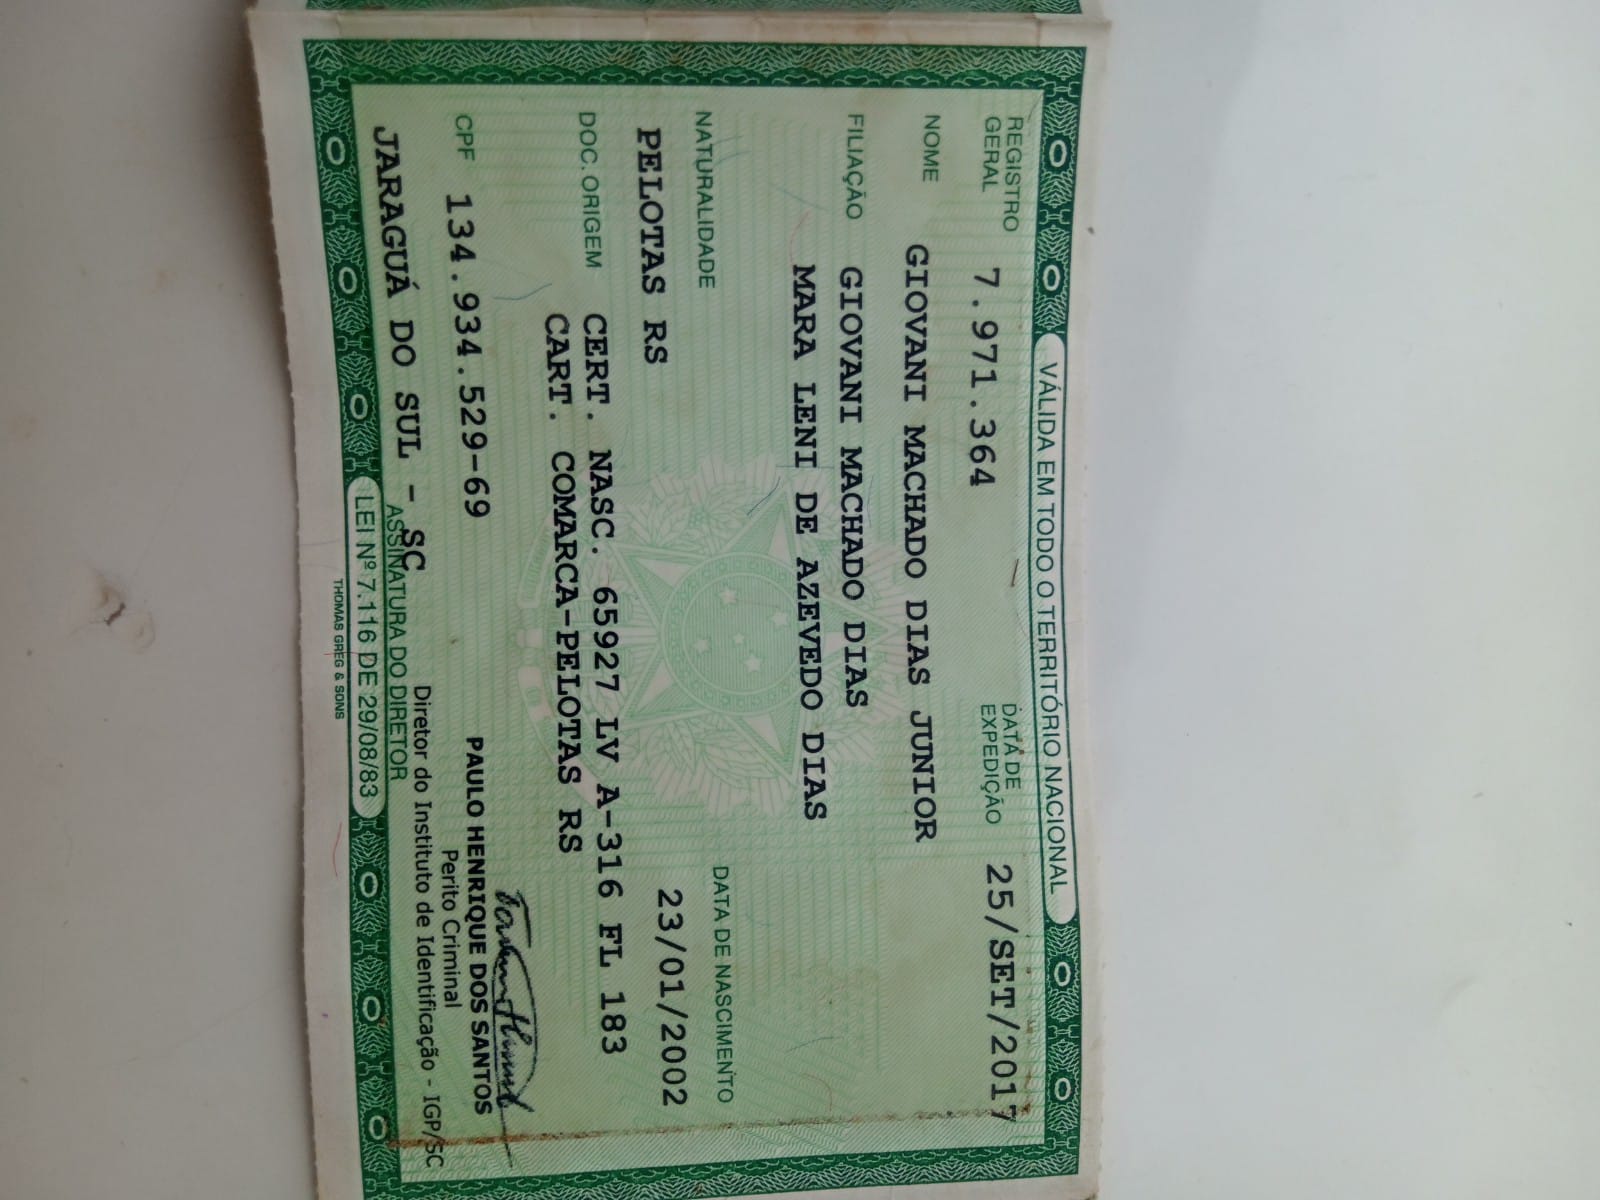 VÁLIDA EM TODO O TERRITÓRIO NACIONAL
REGISTRO GERAL 7.971.364 DATA DE EXPEDIÇÃO 25/SET/2017
NOME GIOVANI MACHADO DIAS JUNIOR
FILIAÇÃO GIOVANI MACHADO DIAS
MARA LENI DE AZEVEDO DIAS
NATURALIDADE DATA DE NASCIMENTO
PELOTAS RS 23/01/2002
DOC. ORIGEM CERT. NASC. 65927 LV A-316 FL 183
CART. COMARCA-PELOTAS RS
CPF 134.934.529-69
PAULO HENRIQUE DOS SANTOS
Perito Criminal
JARAGUÁ DO SUL - SC Diretor do Instituto de Identificação - IGP/SC
ASSINATURA DO DIRETOR
LEI Nº 7.116 DE 29/08/83
THOMAS GREG & SONS